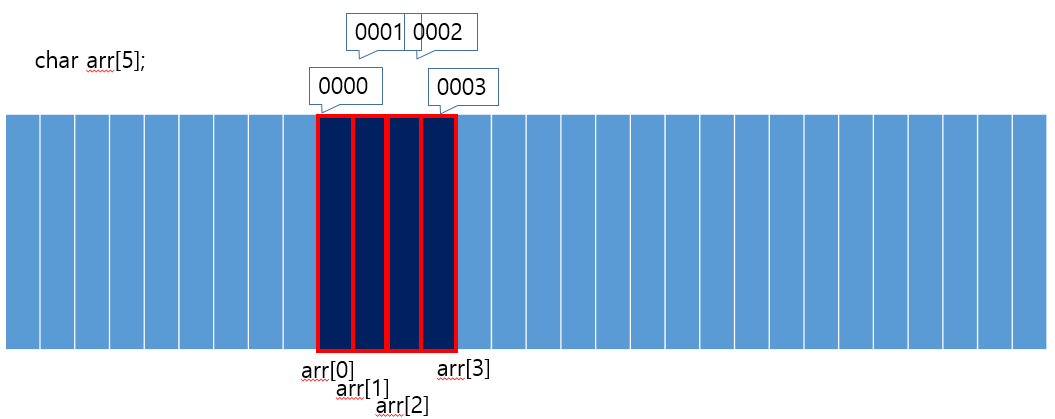 0001
0002
char arr[5];
0000
0003
arr[0]
arr[3]
arr[1]
arr[2]